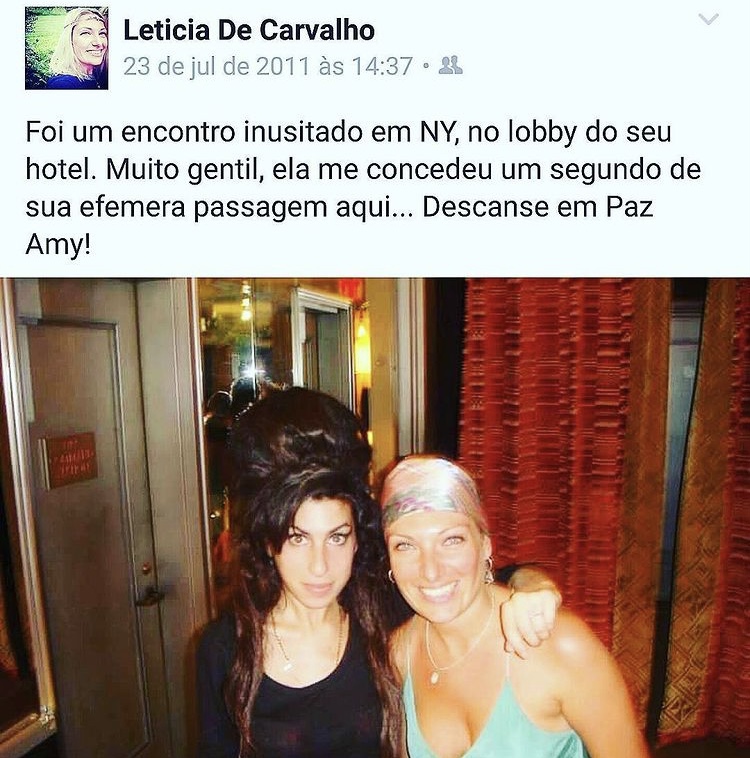 Leticia De Carvalho
23 de jul de 2011 às 14:37 •
Foi um encontro inusitado em NY, no lobby do seu
hotel. Muito gentil, ela me concedeu um segundo de
sua efemera passagem aqui... Descanse em Paz
Amy!